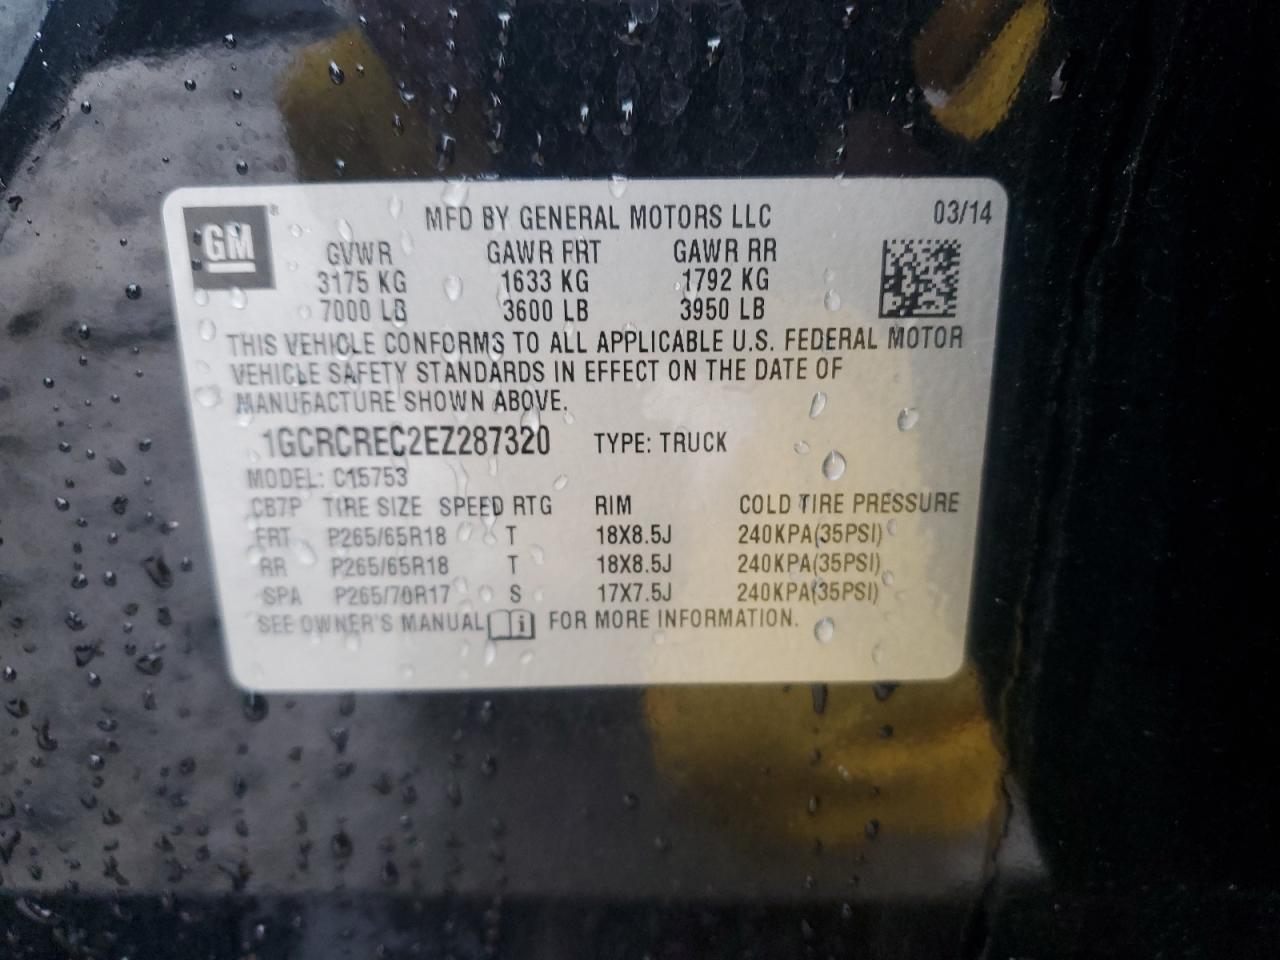 GM ® MFD BY GENERAL MOTORS LLC 03/14
GVWR GAWR FRT GAWR RR
3175 KG 1633 KG 1792 KG
7000 LB 3600 LB 3950 LB
THIS VEHICLE CONFORMS TO ALL APPLICABLE U.S. FEDERAL MOTOR
VEHICLE SAFETY STANDARDS IN EFFECT ON THE DATE OF
MANUFACTURE SHOWN ABOVE.
1GCRCREC2EZ287320 TYPE: TRUCK
MODEL: C15753
CB7P TIRE SIZE SPEED RTG RIM COLD TIRE PRESSURE
FRT P265/65R18 T 18X8.5J 240KPA(35PSI)
RR P265/65R18 T 18X8.5J 240KPA(35PSI)
SPA P265/70R17 S 17X7.5J 240KPA(35PSI)
SEE OWNER'S MANUAL i FOR MORE INFORMATION.